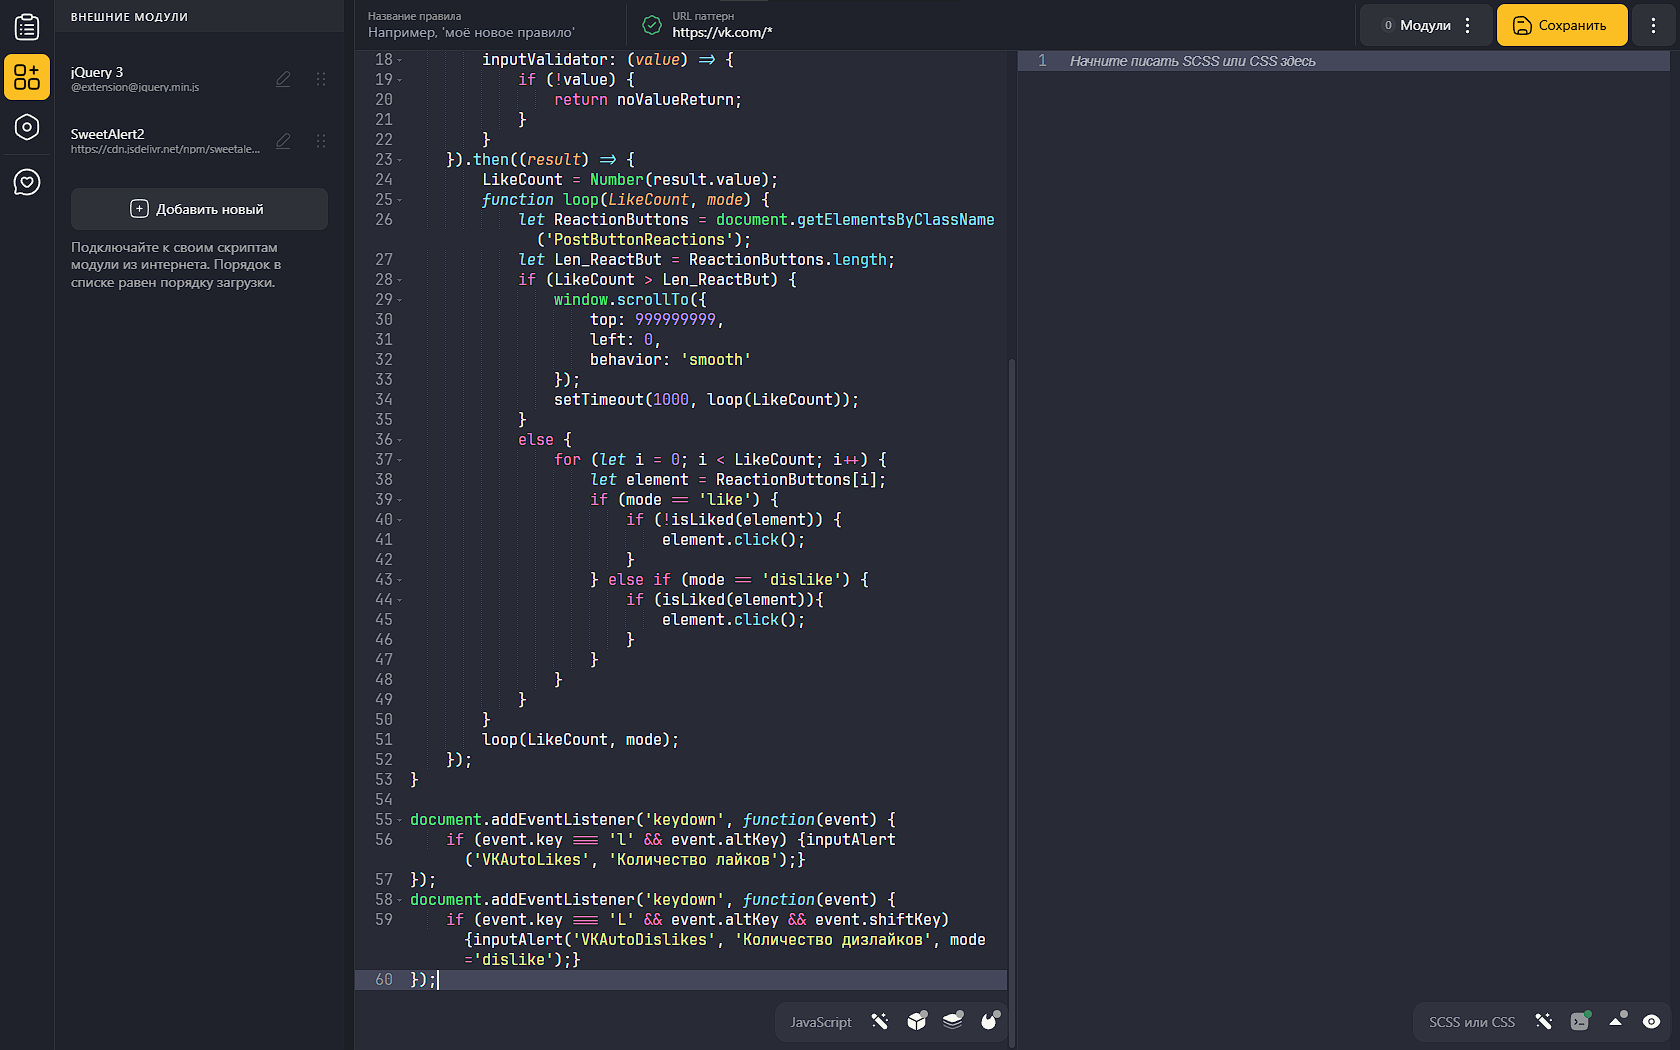 ВНЕШНИЕ МОДУЛИ
jQuery 3
@extension@jquery.min.js
SweetAlert2
https://cdn.jsdelivr.net/npm/sweetale...
Добавить новый
Подключайте к своим скриптам
модули из интернета. Порядок в
списке равен порядку загрузки.
Название правила
Например, 'моё новое правило'
URL паттерн
https://vk.com/*
0 Модули
Сохранить
18 inputValidator: (value) => {
19 if (!value) {
20 return noValueReturn;
21 }
22 }
23 }).then((result) => {
24 LikeCount = Number(result.value);
25 function loop(LikeCount, mode) {
26 let ReactionButtons = document.getElementsByClassName
('PostButtonReactions');
27 let Len_ReactBut = ReactionButtons.length;
28 if (LikeCount > Len_ReactBut) {
29 window.scrollTo({
30 top: 999999999,
31 left: 0,
32 behavior: 'smooth'
33 });
34 setTimeout(1000, loop(LikeCount));
35 }
36 else {
37 for (let i = 0; i < LikeCount; i++) {
38 let element = ReactionButtons[i];
39 if (mode == 'like') {
40 if (!isLiked(element)) {
41 element.click();
42 }
43 } else if (mode == 'dislike') {
44 if (isLiked(element)){
45 element.click();
46 }
47 }
48 }
49 }
50 }
51 loop(LikeCount, mode);
52 });
53 }
54
55 document.addEventListener('keydown', function(event) {
56 if (event.key === 'l' && event.altKey) {inputAlert
('VKAutoLikes', 'Количество лайков');}
57 });
58 document.addEventListener('keydown', function(event) {
59 if (event.key === 'L' && event.altKey && event.shiftKey)
{inputAlert('VKAutoDislikes', 'Количество дизлайков', mode
='dislike');}
60 });
JavaScript
1 Начните писать SCSS или CSS здесь
SCSS или CSS